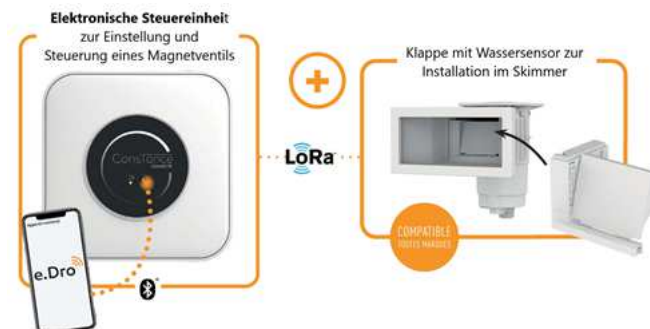 Elektronische Steuereinheit
zur Einstellung und
Steuerung eines Magnetventils
Klappe mit Wassersensor zur
Installation im Skimmer
ConsTance
LoRa
COMPATIBLE
TOUTES MARQUES
e.Dro